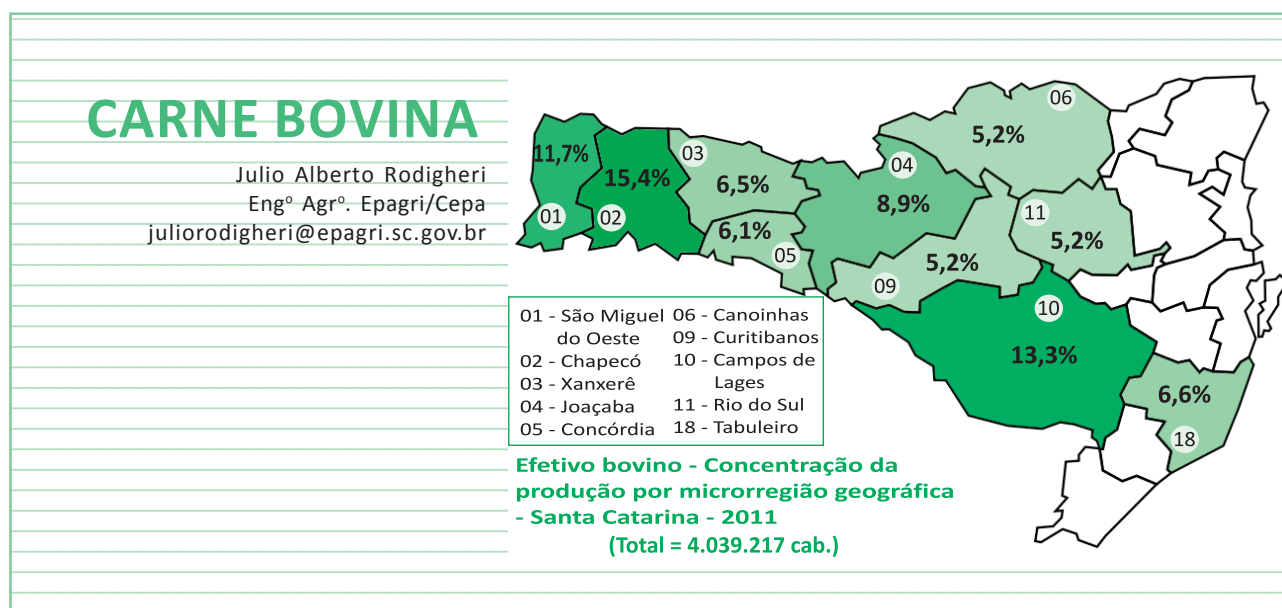 CARNE BOVINA
Julio Alberto Rodigheri
Engº Agrº. Epagri/Cepa
juliorodigheri@epagri.sc.gov.br
06
5,2%
11,7%
03
04
15,4%
6,5%
8,9%
01
02
6,1%
11
05
5,2%
5,2%
09
10
13,3%
6,6%
18
01 - São Miguel
do Oeste
02 - Chapecó
03 - Xanxerê
04 - Joaçaba
05 - Concórdia
06 - Canoinhas
09 - Curitibanos
10 - Campos de
Lages
11 - Rio do Sul
18 - Tabuleiro
Efetivo bovino - Concentração da
produção por microrregião geográfica
- Santa Catarina - 2011
(Total = 4.039.217 cab.)